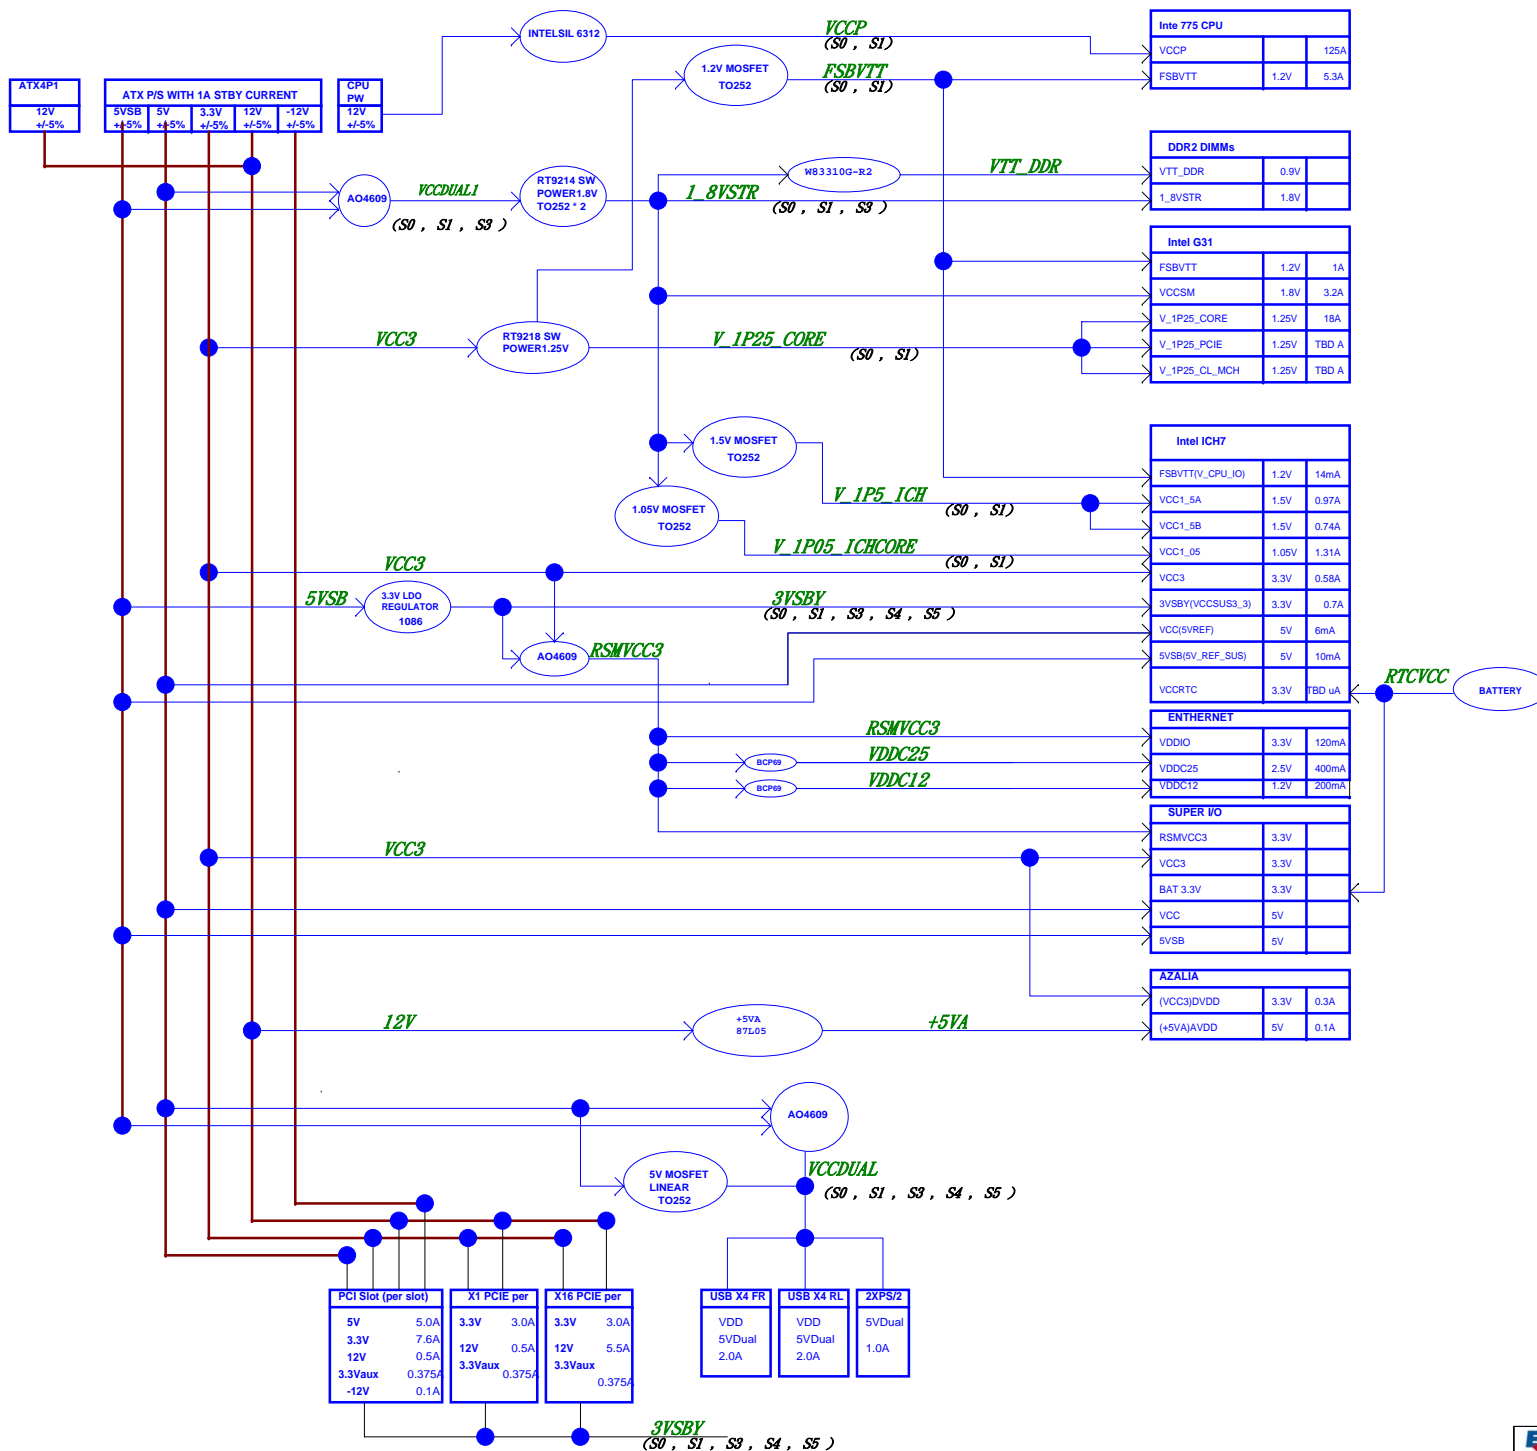 INTELSIL 6312
VCCP
(S0 , S1)
Inte 775 CPU
VCCP 125A
FSBVTT 1.2V 5.3A
1.2V MOSFET
TO252
FSBVTT
(S0 , S1)
ATX4P1
12V
+/-5%
ATX P/S WITH 1A STBY CURRENT
5VSB
+/-5%
5V
+/-5%
3.3V
+/-5%
12V
+/-5%
-12V
+/-5%
CPU
PW
12V
+/-5%
DDR2 DIMMs
VTT_DDR 0.9V
1_8VSTR 1.8V
W83310G-R2
VTT_DDR
AO4609
VCCDUAL1
(S0 , S1 , S3 )
RT9214 SW
POWER1.8V
TO252 * 2
1_8VSTR
(S0 , S1 , S3 )
Intel G31
FSBVTT 1.2V 1A
VCCSM 1.8V 3.2A
V_1P25_CORE 1.25V 18A
V_1P25_PCIE 1.25V TBD A
V_1P25_CL_MCH 1.25V TBD A
VCC3
RT9218 SW
POWER1.25V
V_1P25_CORE
(S0 , S1)
1.5V MOSFET
TO252
1.05V MOSFET
TO252
V_1P5_ICH
(S0 , S1)
V_1P05_ICHCORE
(S0 , S1)
Intel ICH7
FSBVTT(V_CPU_IO) 1.2V 14mA
VCC1_5A 1.5V 0.97A
VCC1_5B 1.5V 0.74A
VCC1_05 1.05V 1.31A
VCC3 3.3V 0.58A
3VSBY(VCCSUS3_3) 3.3V 0.7A
VCC(5VREF) 5V 6mA
5VSB(5V_REF_SUS) 5V 10mA
VCCRTC 3.3V TBD uA
VCC3
5VSB
3.3V LDO
REGULATOR
1086
3VSBY
(S0 , S1 , S3 , S4 , S5 )
AO4609
RSMVCC3
RTCVCC
BATTERY
RSMVCC3
VDDC25
BCP69
VDDC12
BCP69
ENTHERNET
VDDIO 3.3V 120mA
VDDC25 2.5V 400mA
VDDC12 1.2V 200mA
SUPER I/O
RSMVCC3 3.3V
VCC3 3.3V
BAT 3.3V 3.3V
VCC 5V
5VSB 5V
VCC3
AZALIA
(VCC3)DVDD 3.3V 0.3A
(+5VA)AVDD 5V 0.1A
12V
+5VA
87L05
+5VA
AO4609
5V MOSFET
LINEAR
TO252
VCCDUAL
(S0 , S1 , S3 , S4 , S5 )
PCI Slot (per slot)
5V 5.0A
3.3V 7.6A
12V 0.5A
3.3Vaux 0.375A
-12V 0.1A
X1 PCIE per
3.3V 3.0A
12V 0.5A
3.3Vaux
0.375A
X16 PCIE per
3.3V 3.0A
12V 5.5A
3.3Vaux
0.375A
USB X4 FR
VDD
5VDual
2.0A
USB X4 RL
VDD
5VDual
2.0A
2XPS/2
5VDual
1.0A
3VSBY
(S0 , S1 , S3 , S4 , S5 )